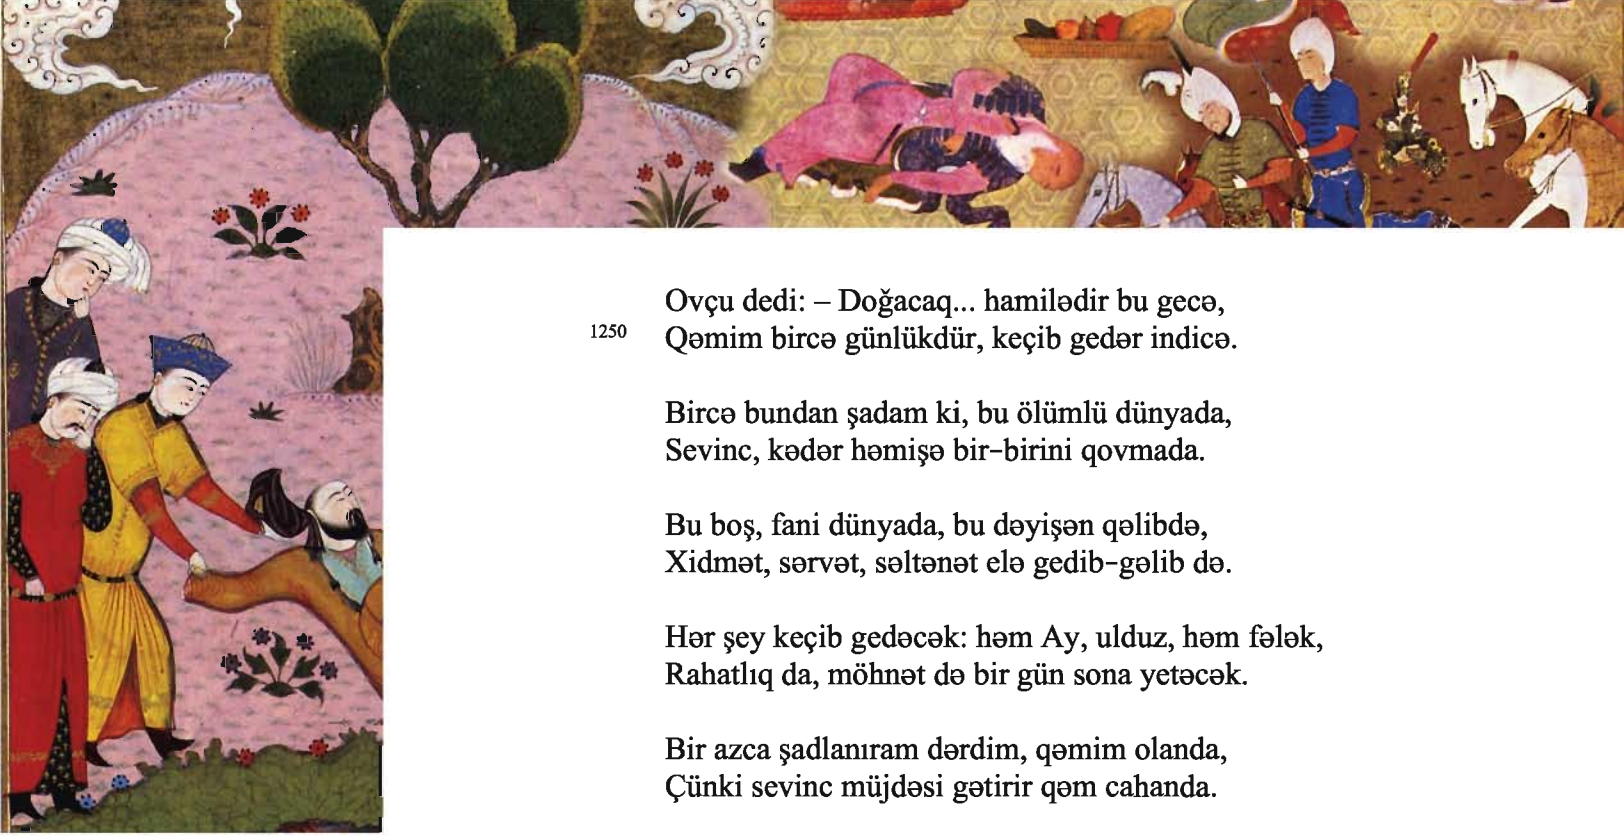 Ovçu dedi: – Doğacaq... hamilədir bu gecə,
1250 Qəmim bircə günlükdür, keçib gedər indicə.
Bircə bundan şadam ki, bu ölümlü dünyada,
Sevinc, kədər həmişə bir-birini qovmada.
Bu boş, fani dünyada, bu dəyişən qəlibdə,
Xidmət, sərvət, səltənət elə gedib-gəlib də.
Hər şey keçib gedəcək: həm Ay, ulduz, həm fələk,
Rahatlıq da, möhnət də bir gün sona yetəcək.
Bir azca şadlanıram dərdim, qəmim olanda,
Çünki sevinc müjdəsi gətirir qəm cahanda.